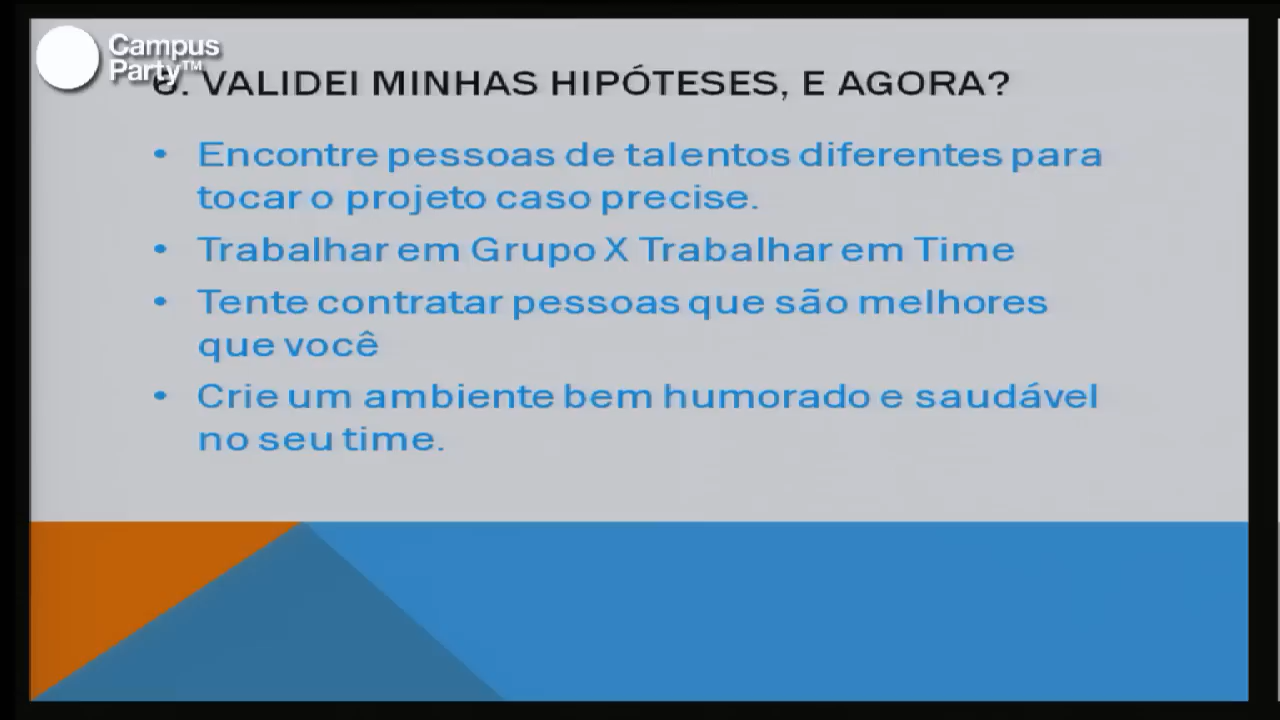 Campus
Party™
6. VALIDEI MINHAS HIPÓTESES, E AGORA?
• Encontre pessoas de talentos diferentes para
tocar o projeto caso precise.
• Trabalhar em Grupo X Trabalhar em Time
• Tente contratar pessoas que são melhores
que você
• Crie um ambiente bem humorado e saudável
no seu time.